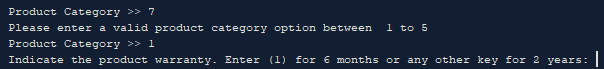 Product Category >> 7
Please enter a valid product category option between  1 to 5
Product Category >> 1
Indicate the product warranty. Enter (1) for 6 months or any other key for 2 years: